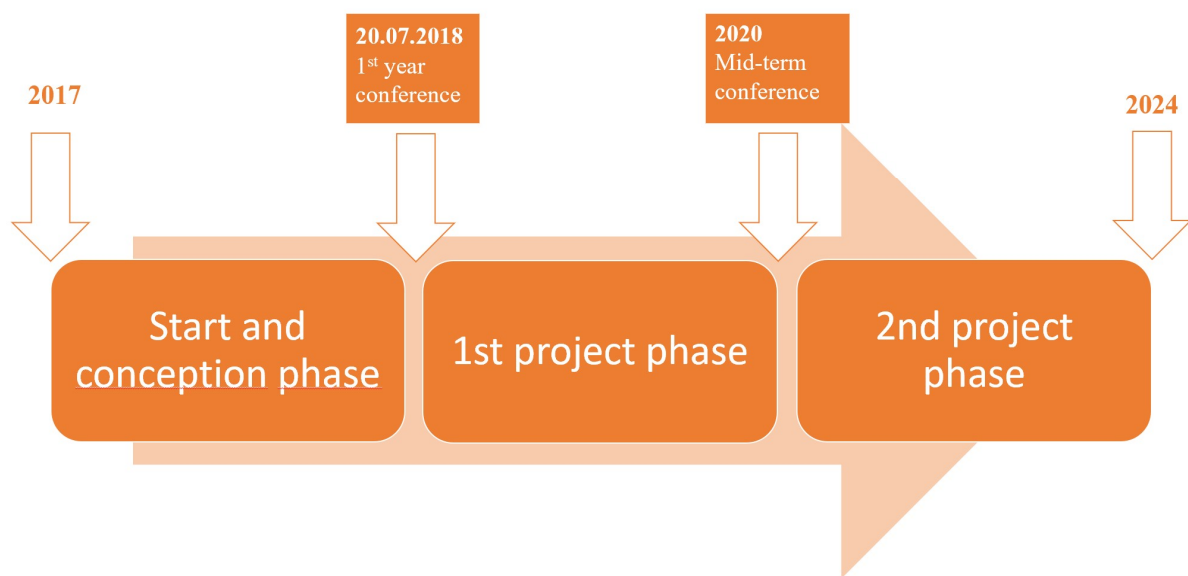 2017
20.07.2018
1st year
conference
2020
Mid-term
conference
2024
Start and
conception phase
1st project phase
2nd project
phase